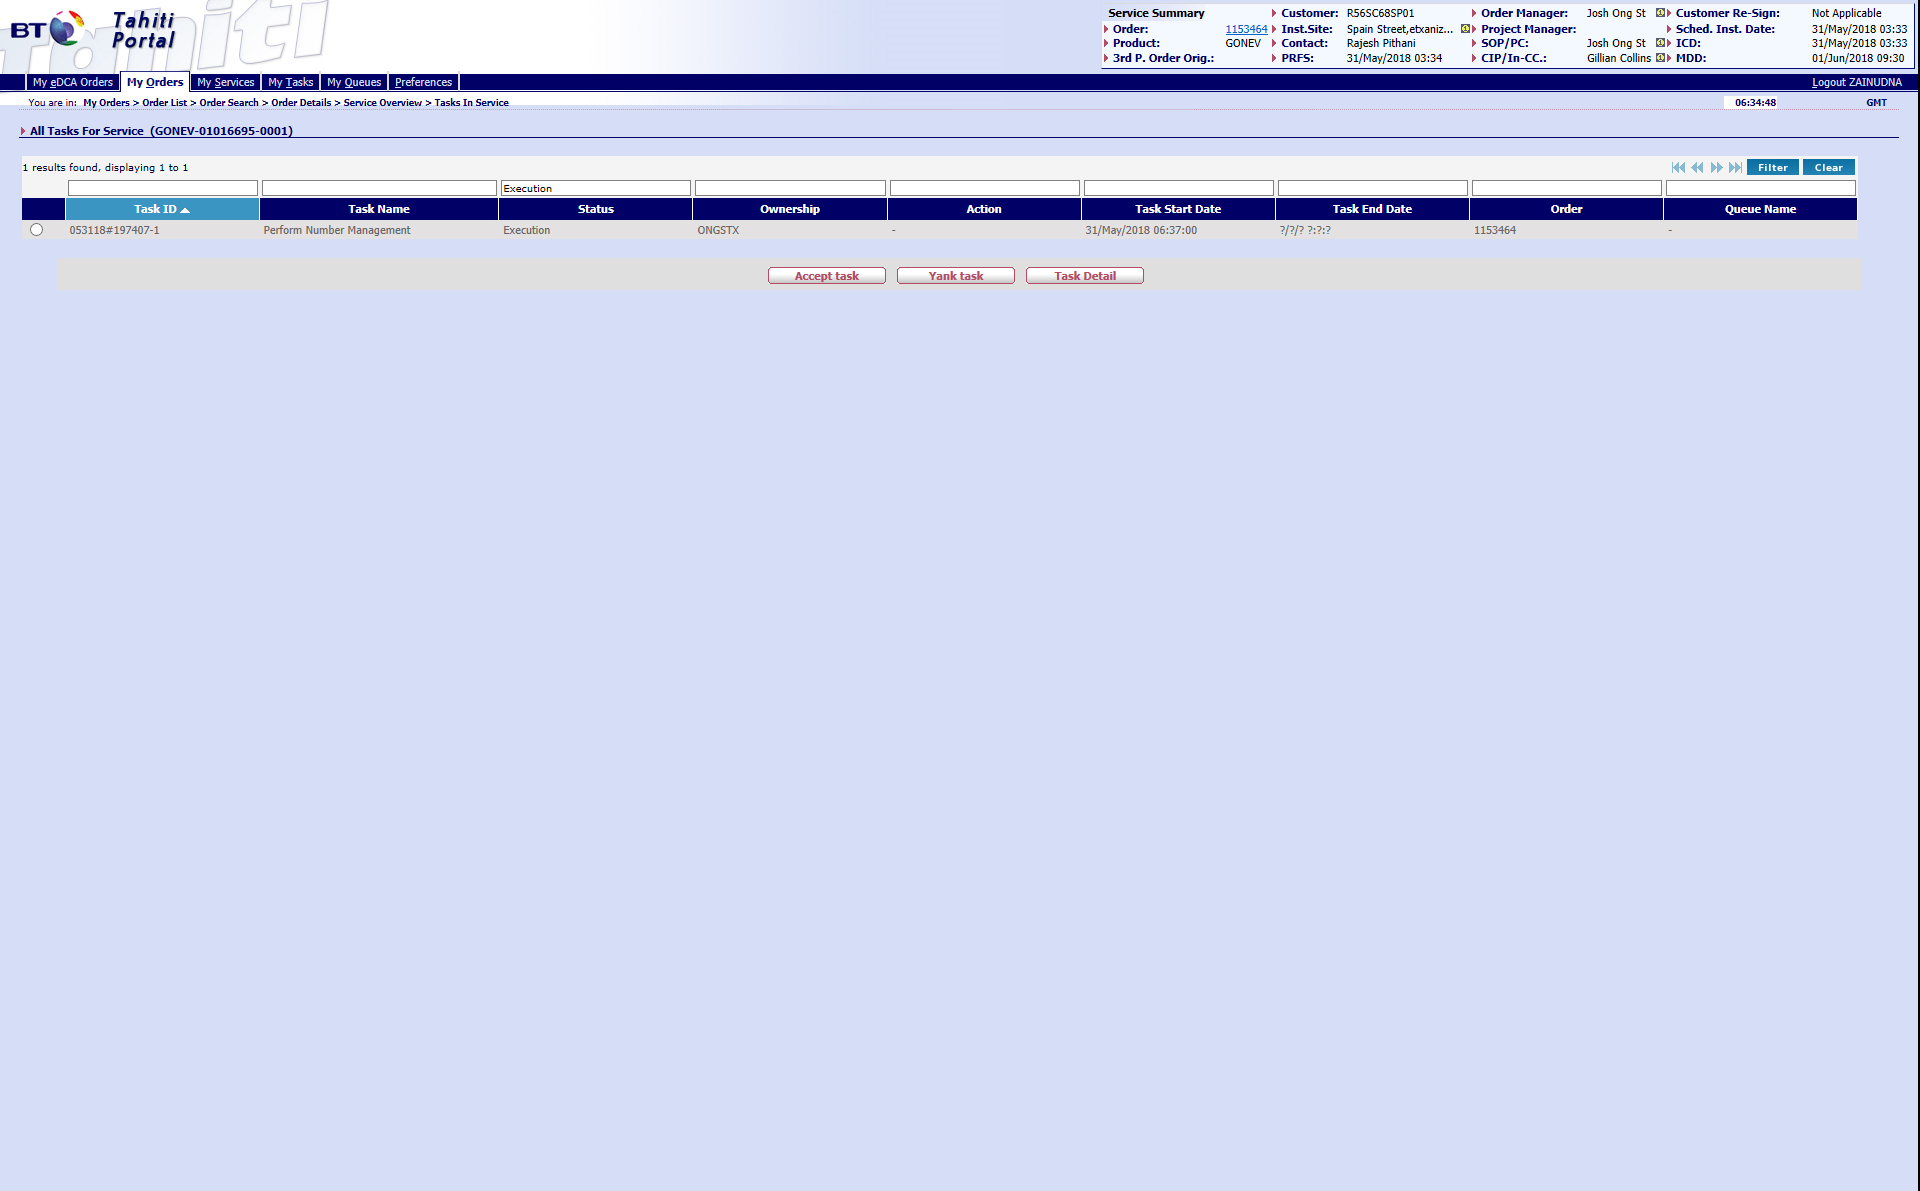 BT Tahiti Portal
Tahiti
Service Summary Customer: R56SC68SP01 Order Manager: Josh Ong St Customer Re-Sign: Not Applicable
Order: 1153464 Inst.Site: Spain Street,etxaniz... Project Manager: Sched. Inst. Date: 31/May/2018 03:33
Product: GONEV Contact: Rajesh Pithani SOP/PC: Josh Ong St ICD: 31/May/2018 03:33
3rd P. Order Orig.: PRFS: 31/May/2018 03:34 CIP/In-CC.: Gillian Collins MDD: 01/Jun/2018 09:30
My eDCA Orders My Orders My Services My Tasks My Queues Preferences Logout ZAINUDNA
You are in: My Orders > Order List > Order Search > Order Details > Service Overview > Tasks In Service 06:34:48 GMT
All Tasks For Service (GONEV-01016695-0001)
1 results found, displaying 1 to 1 Filter Clear
Execution
Task ID Task Name Status Ownership Action Task Start Date Task End Date Order Queue Name
053118#197407-1 Perform Number Management Execution ONGSTX - 31/May/2018 06:37:00 ?/?/? ?:?:? 1153464 -
Accept task Yank task Task Detail